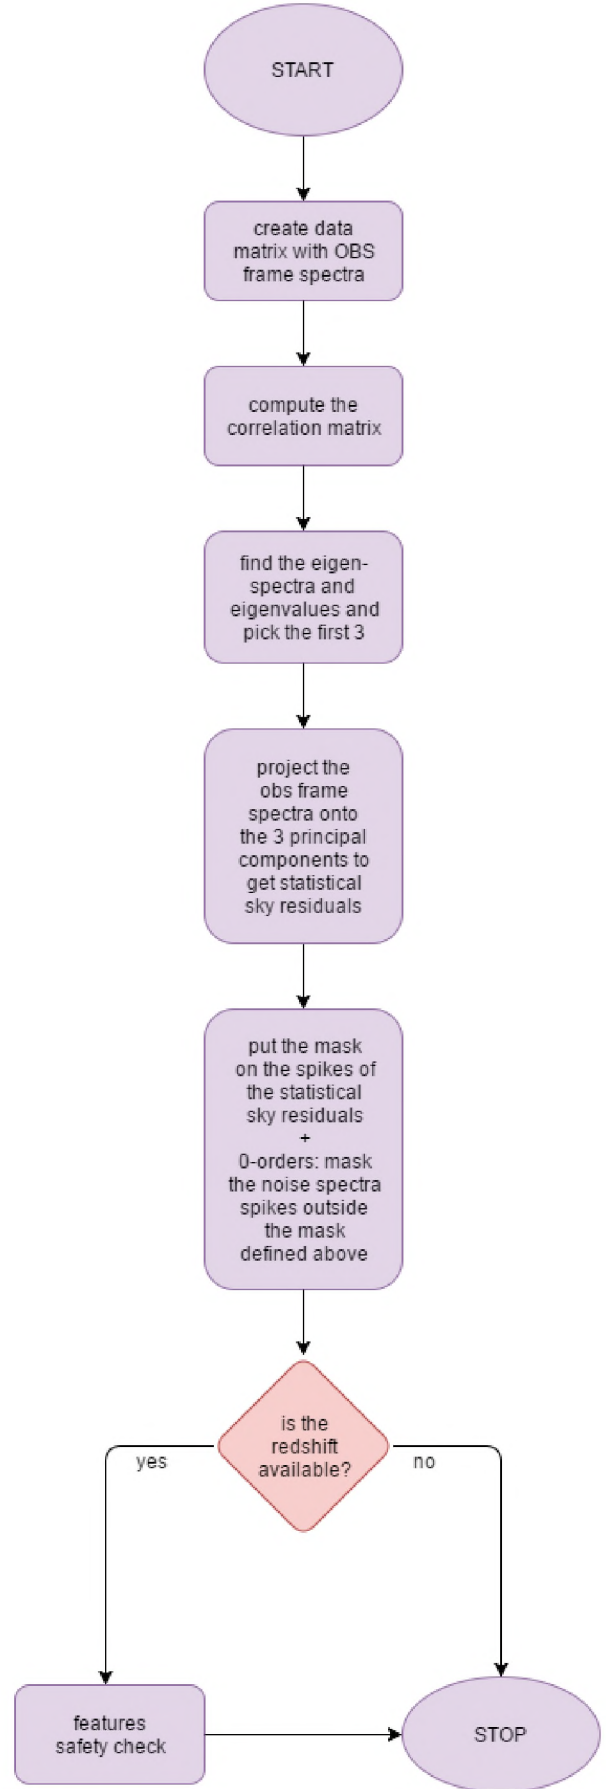 START
create data
matrix with OBS
frame spectra
compute the
correlation matrix
find the eigen-
spectra and
eigenvalues and
pick the first 3
project the
obs frame
spectra onto
the 3 principal
components to
get statistical
sky residuals
put the mask
on the spikes of
the statistical
sky residuals
+
0-orders: mask
the noise spectra
spikes outside
the mask
defined above
is the
redshift
available?
yes
no
features
safety check
STOP